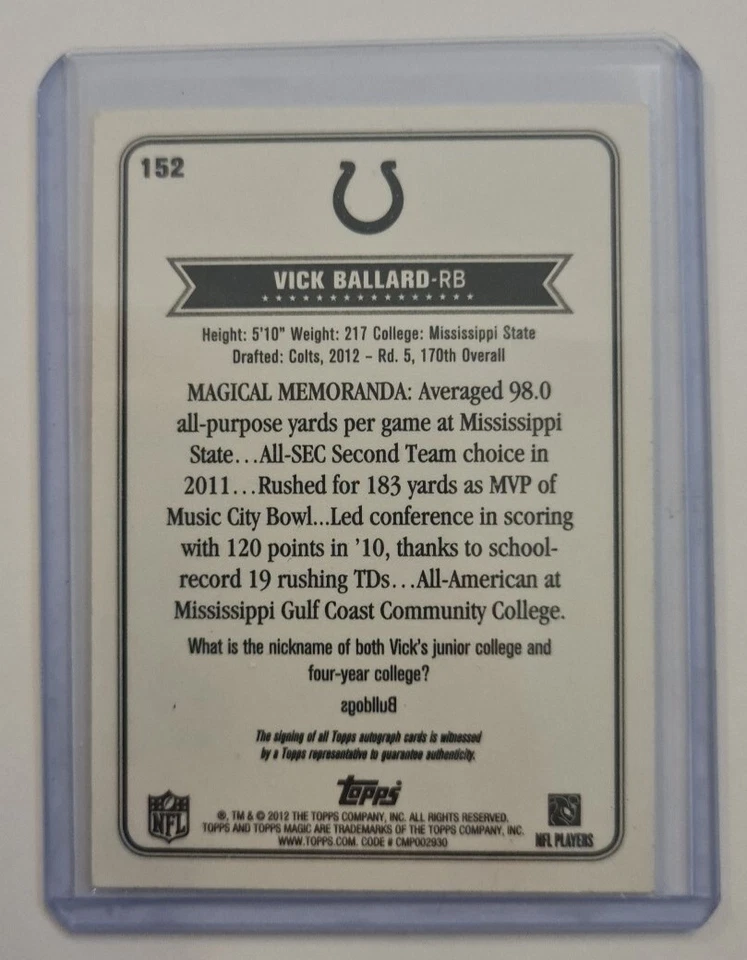 152
VICK BALLARD-RB
Height: 5'10" Weight: 217 College: Mississippi State
Drafted: Colts, 2012 – Rd. 5, 170th Overall
MAGICAL MEMORANDA: Averaged 98.0
all-purpose yards per game at Mississippi
State...All-SEC Second Team choice in
2011...Rushed for 183 yards as MVP of
Music City Bowl...Led conference in scoring
with 120 points in '10, thanks to school-
record 19 rushing TDs...All-American at
Mississippi Gulf Coast Community College.
What is the nickname of both Vick's junior college and
four-year college?
Bulldogs
The signing of all Topps autograph cards is witnessed
by a Topps representative to guarantee authenticity.
Topps
NFL
®, TM & © 2012 THE TOPPS COMPANY, INC. ALL RIGHTS RESERVED.
TOPPS AND TOPPS MAGIC ARE TRADEMARKS OF THE TOPPS COMPANY, INC.
WWW.TOPPS.COM. CODE # CMP002930
NFL PLAYERS